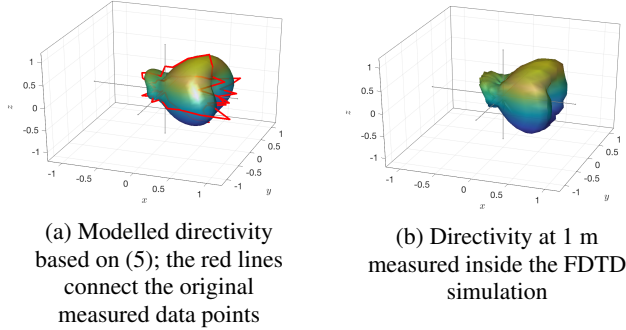 1
0.5
0
-0.5
-1
z
-1
-0.5
0
0.5
1
x
-1
-0.5
0
0.5
1
y
(a) Modelled directivity
based on (5); the red lines
connect the original
measured data points
1
0.5
0
-0.5
-1
z
-1
-0.5
0
0.5
1
x
-1
-0.5
0
0.5
1
y
(b) Directivity at 1 m
measured inside the FDTD
simulation